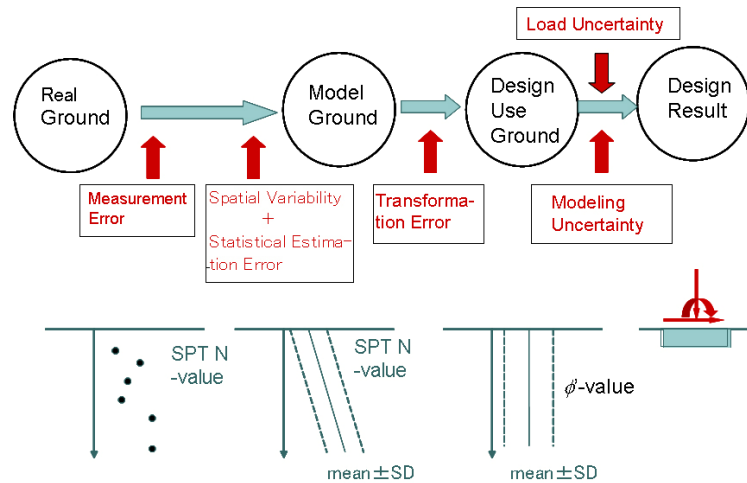 Load Uncertainty
Real
Ground
Model
Ground
Design
Use
Ground
Design
Result
Measurement
Error
Spatial Variability
+
Statistical Estima-
tion Error
Transforma-
tion Error
Modeling
Uncertainty
SPT N
-value
SPT N
-value
mean±SD
ϕ'-value
mean±SD